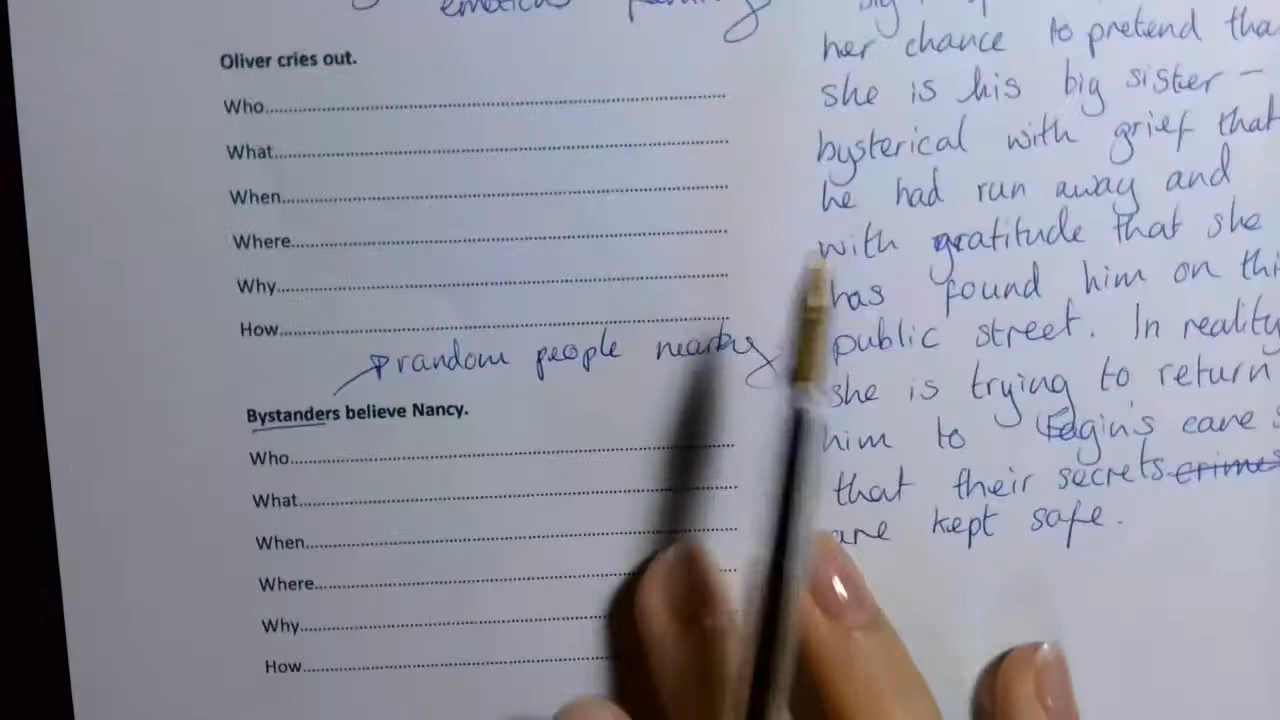 emotions
Oliver cries out.
Who
What
When
Where
Why
How
random people nearby
Bystanders believe Nancy.
Who
What
When
Where
Why
How
her chance to pretend tha
she is his big sister –
bysterical with grief that
he had run away and
with gratitude that she
has found him on thi
public street. In reality
she is trying to return
him to Fagin's care s
that their secrets crimes
are kept safe.